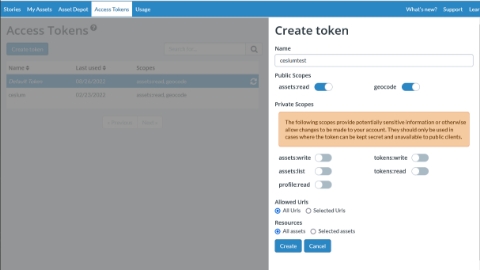 Stories My Assets Asset Depot Access Tokens Usage What's new? Support Lear
Access Tokens
Create token
Name Last used Scopes
Default Token
assets:read, geocode
cesium
assets:read, geocode
Create token
Name
cesiumtest
Public Scopes
assets:read geocode
Private Scopes
The following scopes provide potentially sensitive information or otherwise
allow changes to be made to your account. They should only be used in
cases where the token can be kept secret and unavailable to public clients.
assets:write tokens:write
assets:list tokens:read
profile:read
Allowed Urls
All Urls Selected Urls
Resources
All assets Selected assets
Create Cancel